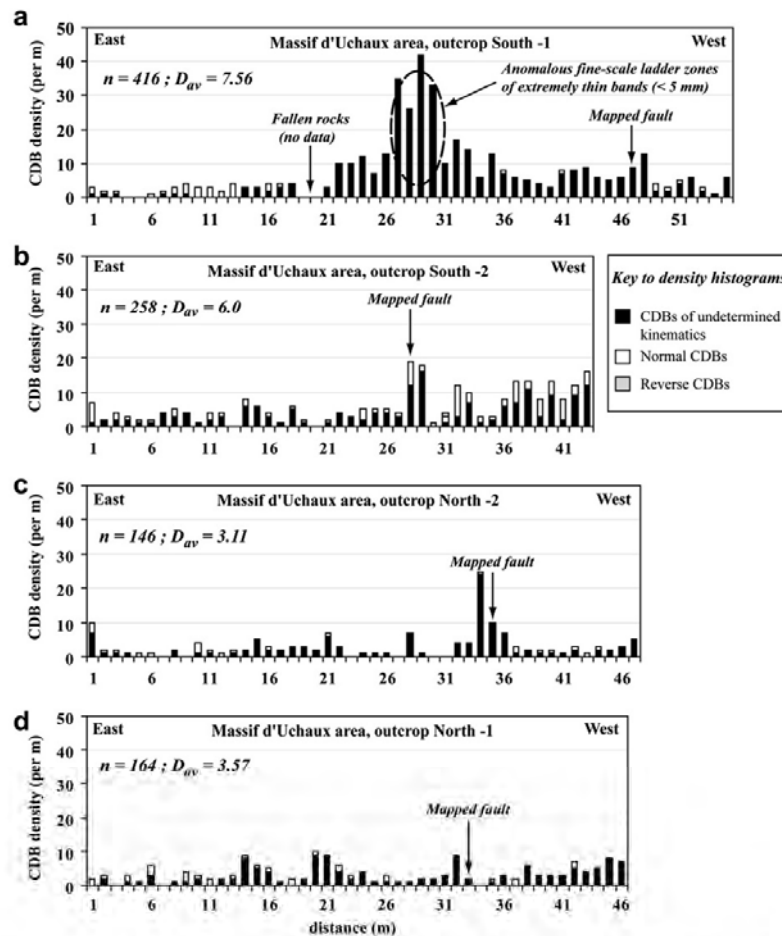 a
East
Massif d'Uchaux area, outcrop South -1
West
n = 416 ; Dav = 7.56
Anomalous fine-scale ladder zones
of extremely thin bands (< 5 mm)
Fallen rocks
(no data)
Mapped fault
CDB density (per m)
50
40
30
20
10
0
1 6 11 16 21 26 31 36 41 46 51
b
East
Massif d'Uchaux area, outcrop South -2
West
n = 258 ; Dav = 6.0
Mapped fault
CDB density (per m)
50
40
30
20
10
0
1 6 11 16 21 26 31 36 41
Key to density histograms
CDBs of undetermined
kinematics
Normal CDBs
Reverse CDBs
c
East
Massif d'Uchaux area, outcrop North -2
West
n = 146 ; Dav = 3.11
Mapped fault
CDB density (per m)
50
40
30
20
10
0
1 6 11 16 21 26 31 36 41 46
d
East
Massif d'Uchaux area, outcrop North -1
West
n = 164 ; Dav = 3.57
Mapped fault
CDB density (per m)
50
40
30
20
10
0
1 6 11 16 21 26 31 36 41 46
distance (m)